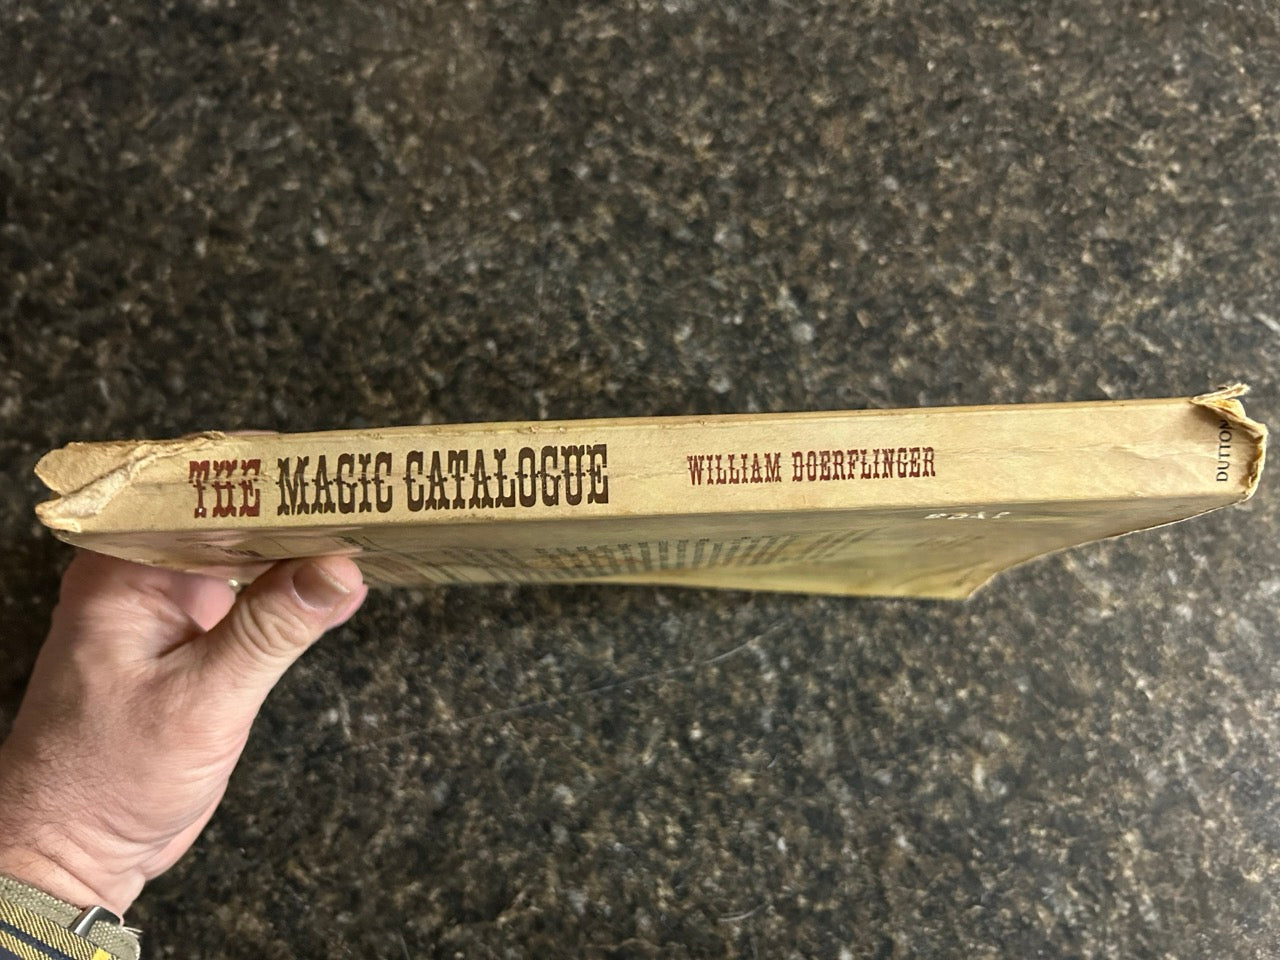 THE MAGIC CATALOGUE WILLIAM DOERFLINGER DUTTON